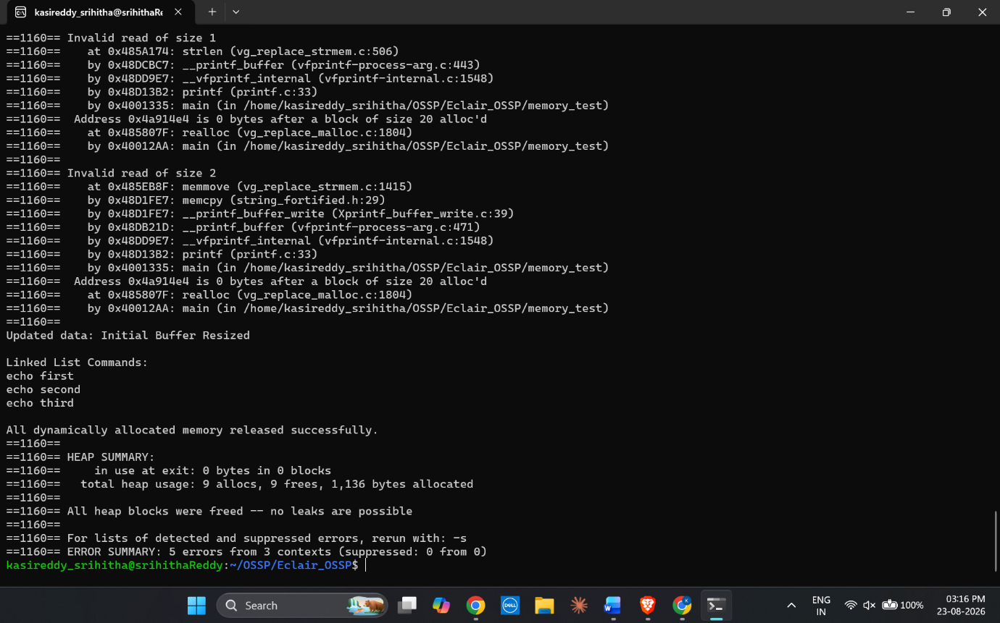 kasireddy_srihitha@srihithaRe
==1160== Invalid read of size 1
==1160==    at 0x485A174: strlen (vg_replace_strmem.c:506)
==1160==    by 0x48DCBC7: __printf_buffer (vfprintf-process-arg.c:443)
==1160==    by 0x48DD9E7: __vfprintf_internal (vfprintf-internal.c:1548)
==1160==    by 0x48D13B2: printf (printf.c:33)
==1160==    by 0x4001335: main (in /home/kasireddy_srihitha/OSSP/Eclair_OSSP/memory_test)
==1160==  Address 0x4a914e4 is 0 bytes after a block of size 20 alloc'd
==1160==    at 0x485807F: realloc (vg_replace_malloc.c:1804)
==1160==    by 0x40012AA: main (in /home/kasireddy_srihitha/OSSP/Eclair_OSSP/memory_test)
==1160==
==1160== Invalid read of size 2
==1160==    at 0x485EB8F: memmove (vg_replace_strmem.c:1415)
==1160==    by 0x48D1FE7: memcpy (string_fortified.h:29)
==1160==    by 0x48D1FE7: __printf_buffer_write (Xprintf_buffer_write.c:39)
==1160==    by 0x48DB21D: __printf_buffer (vfprintf-process-arg.c:471)
==1160==    by 0x48DD9E7: __vfprintf_internal (vfprintf-internal.c:1548)
==1160==    by 0x48D13B2: printf (printf.c:33)
==1160==    by 0x4001335: main (in /home/kasireddy_srihitha/OSSP/Eclair_OSSP/memory_test)
==1160==  Address 0x4a914e4 is 0 bytes after a block of size 20 alloc'd
==1160==    at 0x485807F: realloc (vg_replace_malloc.c:1804)
==1160==    by 0x40012AA: main (in /home/kasireddy_srihitha/OSSP/Eclair_OSSP/memory_test)
==1160==
Updated data: Initial Buffer Resized
Linked List Commands:
echo first
echo second
echo third
All dynamically allocated memory released successfully.
==1160==
==1160== HEAP SUMMARY:
==1160==     in use at exit: 0 bytes in 0 blocks
==1160==   total heap usage: 9 allocs, 9 frees, 1,136 bytes allocated
==1160==
==1160== All heap blocks were freed -- no leaks are possible
==1160==
==1160== For lists of detected and suppressed errors, rerun with: -s
==1160== ERROR SUMMARY: 5 errors from 3 contexts (suppressed: 0 from 0)
kasireddy_srihitha@srihithaReddy:~/OSSP/Eclair_OSSP$
Search
DELL
W
K
ENG
IN
100%
03:16 PM
23-08-2026